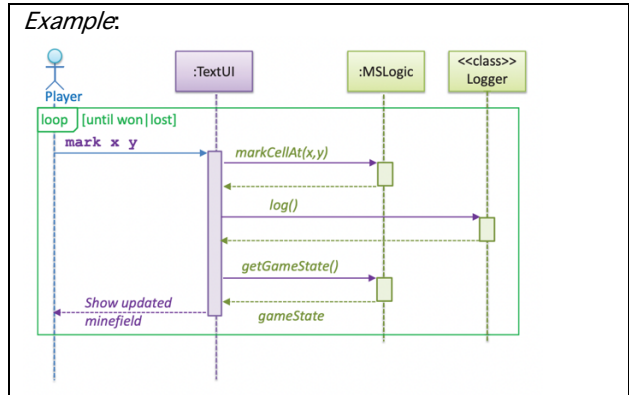 Example:
:TextUI
:MSLogic
<<class>>
Logger
Player
loop
[until won|lost]
mark x y
markCellAt(x,y)
log()
getGameState()
Show updated
minefield
gameState